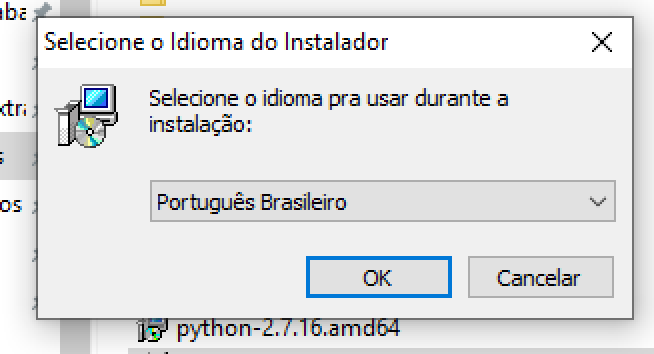 aba
Selecione o Idioma do Instalador
Selecione o idioma pra usar durante a
instalação:
xtra
s
os
Português Brasileiro
OK
Cancelar
python-2.7.16.amd64